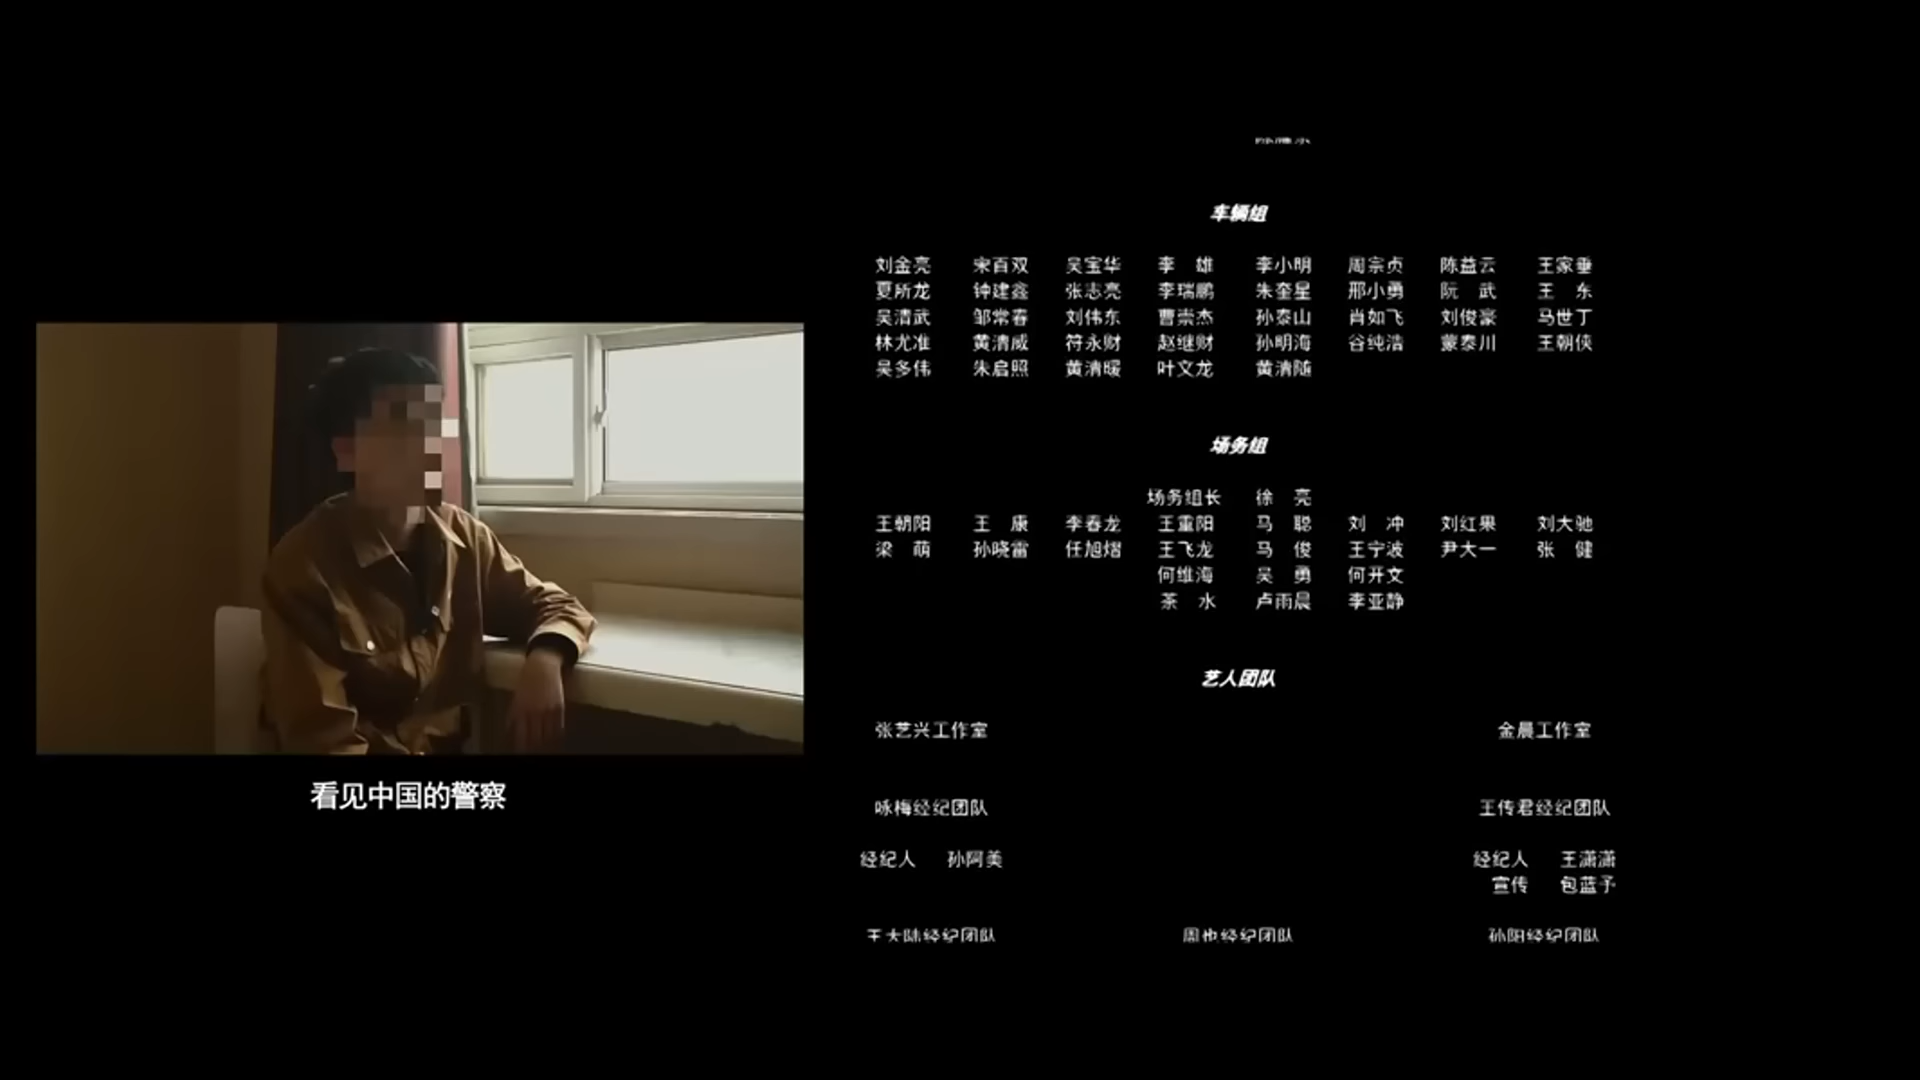 车辆组
刘金亮 宋百双 吴宝华 李 雄 李小明 周宗贞 陈益云 王家垂
夏所龙 钟建鑫 张志亮 李瑞鹏 朱奎星 邢小勇 阮 武 王 东
吴清武 邹常春 刘伟东 曹崇杰 孙泰山 肖如飞 刘俊豪 马世丁
林尤准 黄清威 符永财 赵继财 孙明海 谷纯浩 蒙泰川 王朝侠
吴多伟 朱启照 黄清暖 叶文龙 黄清随
场务组
场务组长 徐 亮
王朝阳 王 康 李春龙 王重阳 马 聪 刘 冲 刘红果 刘大驰
梁 萌 孙晓雷 任旭熠 王飞龙 马 俊 王宁波 尹大一 张 健
何维海 吴 勇 何开文
茶 水 卢雨晨 李亚静
艺人团队
张艺兴工作室 金晨工作室
咏梅经纪团队 王传君经纪团队
经纪人 孙阿美 经纪人 王潇潇
宣传 包蓝予
王大陆经纪团队 周也经纪团队 孙阳经纪团队
看见中国的警察